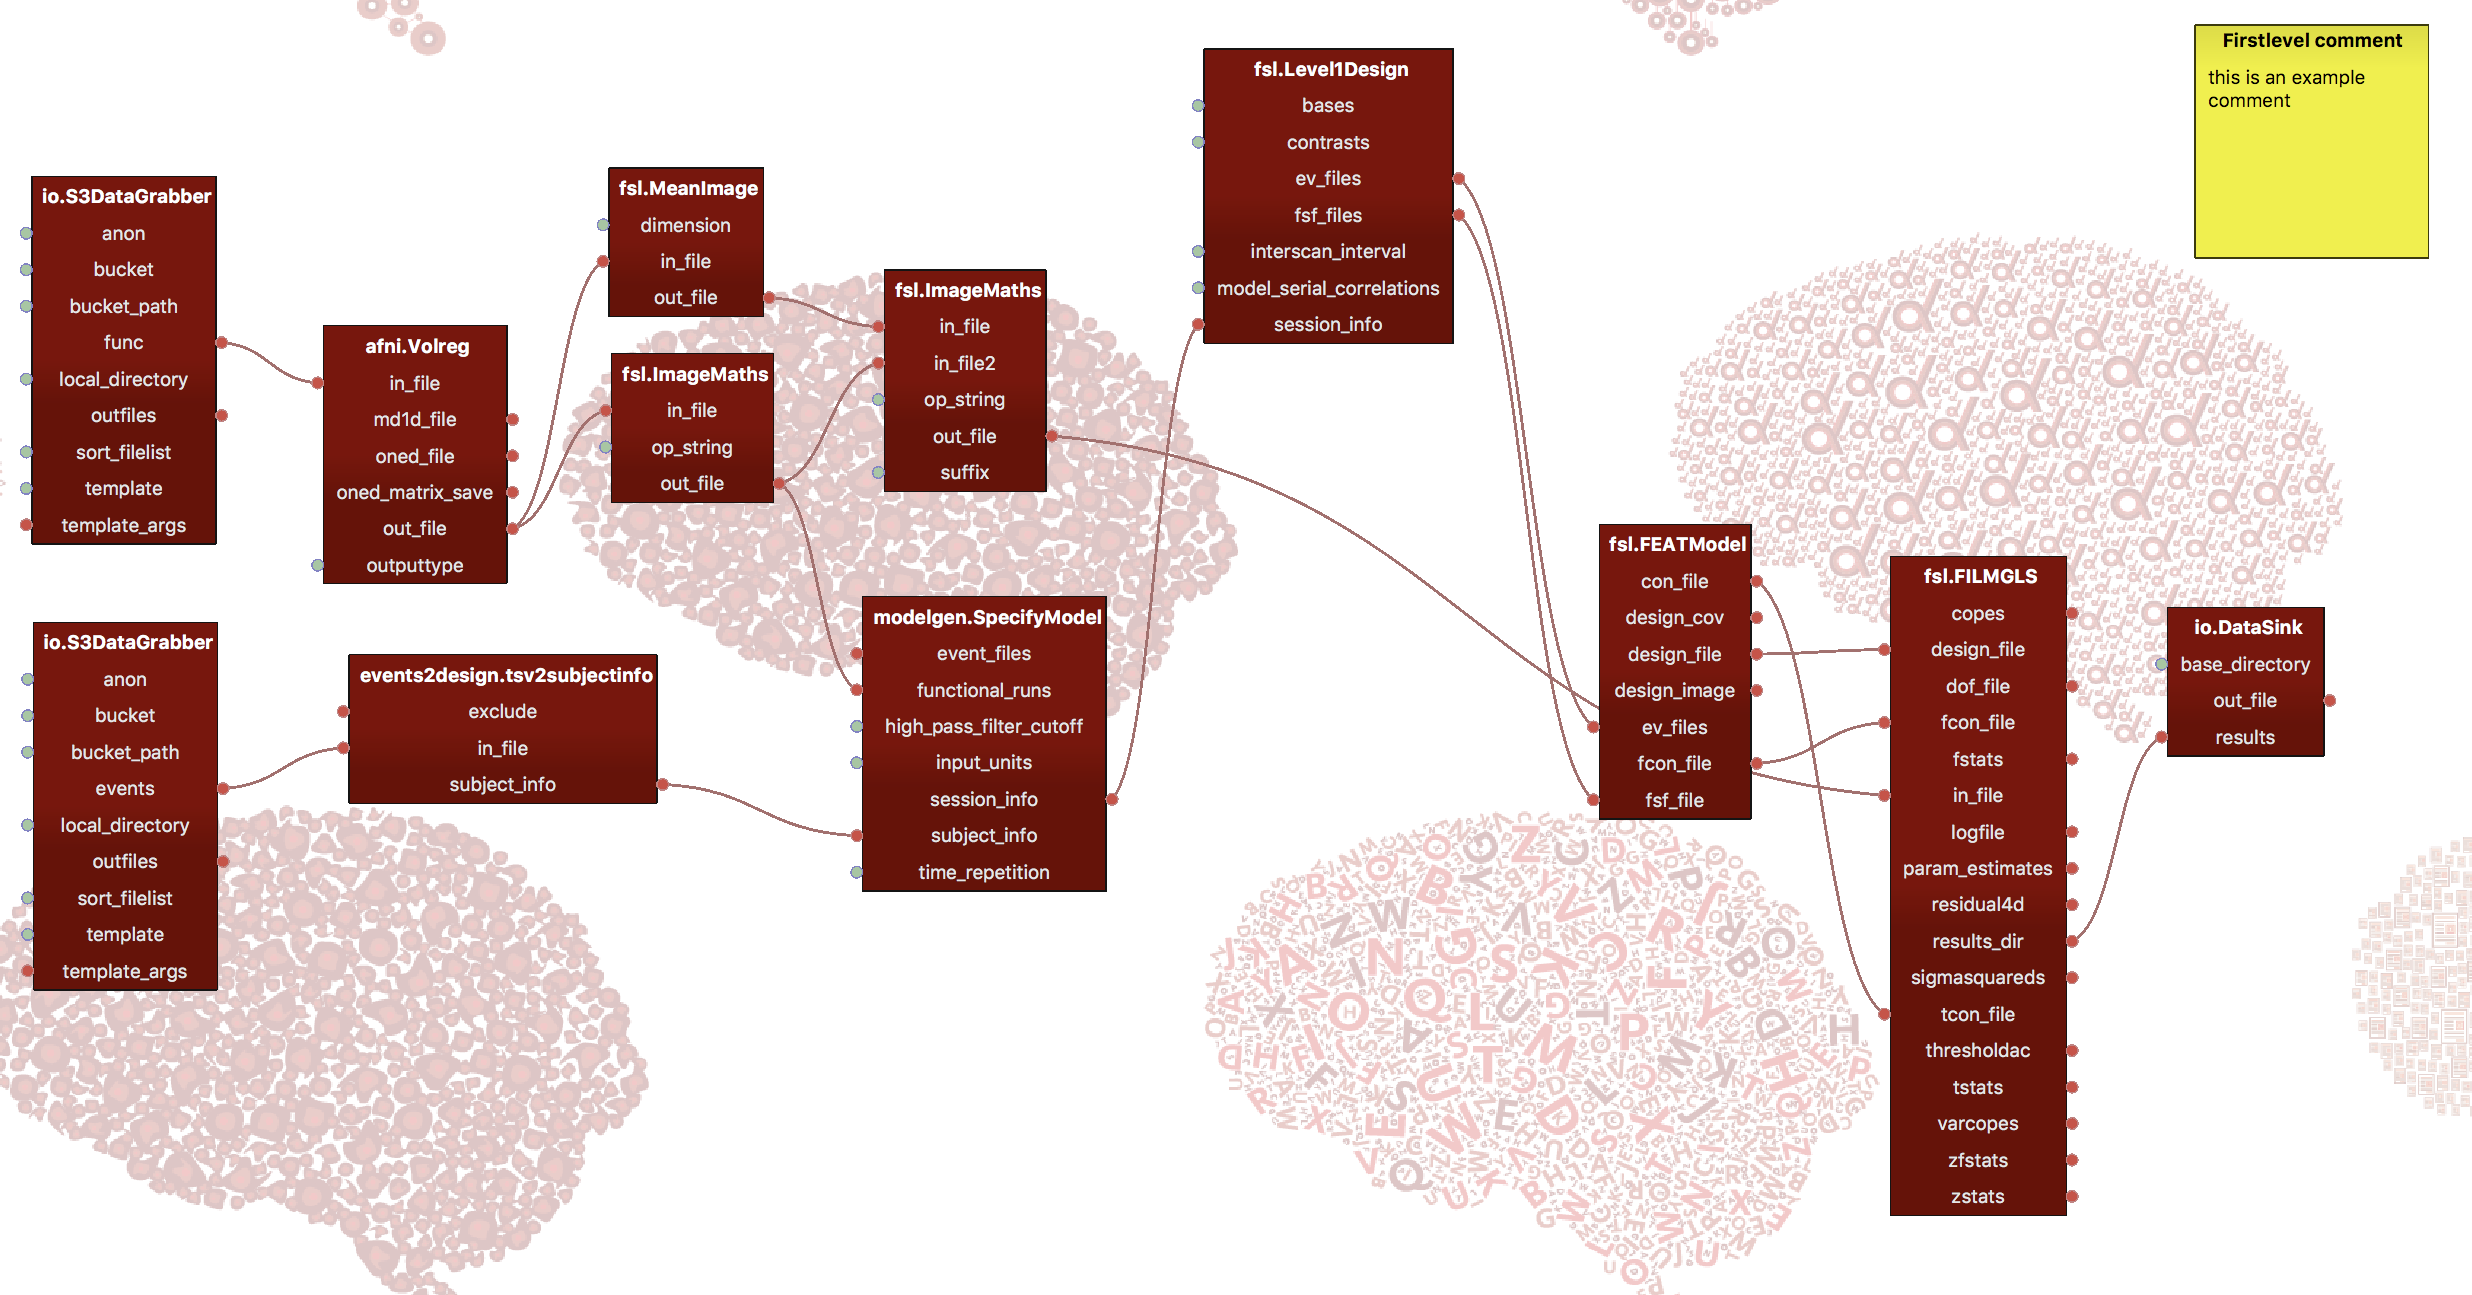 io.S3DataGrabber
anon
bucket
bucket_path
func
local_directory
outfiles
sort_filelist
template
template_args
io.S3DataGrabber
anon
bucket
bucket_path
events
local_directory
outfiles
sort_filelist
template
template_args
afni.Volreg
in_file
md1d_file
oned_file
oned_matrix_save
out_file
outputtype
events2design.tsv2subjectinfo
exclude
in_file
subject_info
fsl.MeanImage
dimension
in_file
out_file
fsl.ImageMaths
in_file
op_string
out_file
fsl.ImageMaths
in_file
in_file2
op_string
out_file
suffix
modelgen.SpecifyModel
event_files
functional_runs
high_pass_filter_cutoff
input_units
session_info
subject_info
time_repetition
fsl.Level1Design
bases
contrasts
ev_files
fsf_files
interscan_interval
model_serial_correlations
session_info
fsl.FEATModel
con_file
design_cov
design_file
design_image
ev_files
fcon_file
fsf_file
fsl.FILMGLS
copes
design_file
dof_file
fcon_file
fstats
in_file
logfile
param_estimates
residual4d
results_dir
sigmasquareds
tcon_file
thresholdac
tstats
varcopes
zfstats
zstats
io.DataSink
base_directory
out_file
results
Firstlevel comment
this is an example
comment